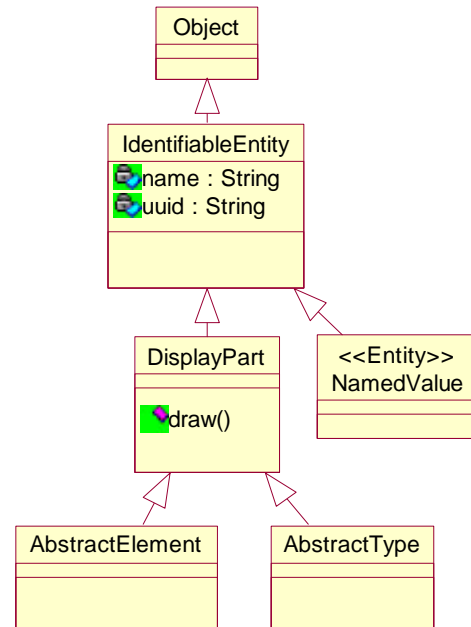 Object
IdentifiableEntity
name : String
uuid : String
DisplayPart
draw()
<<Entity>>
NamedValue
AbstractElement
AbstractType